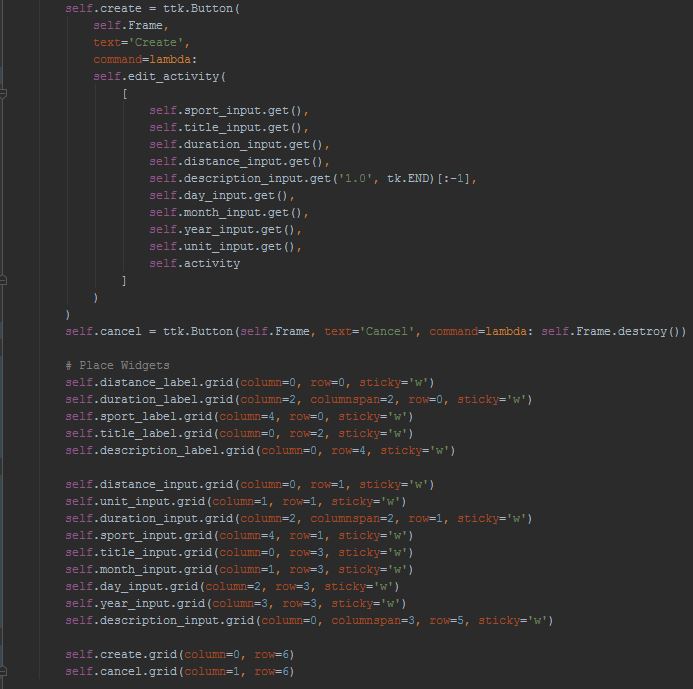 self.create = ttk.Button(
self.Frame,
text='Create',
command=lambda:
self.edit_activity(
[
self.sport_input.get(),
self.title_input.get(),
self.duration_input.get(),
self.distance_input.get(),
self.description_input.get('1.0', tk.END)[:-1],
self.day_input.get(),
self.month_input.get(),
self.year_input.get(),
self.unit_input.get(),
self.activity
]
)
)
self.cancel = ttk.Button(self.Frame, text='Cancel', command=lambda: self.Frame.destroy())
# Place Widgets
self.distance_label.grid(column=0, row=0, sticky='w')
self.duration_label.grid(column=2, columnspan=2, row=0, sticky='w')
self.sport_label.grid(column=4, row=0, sticky='w')
self.title_label.grid(column=0, row=2, sticky='w')
self.description_label.grid(column=0, row=4, sticky='w')
self.distance_input.grid(column=0, row=1, sticky='w')
self.unit_input.grid(column=1, row=1, sticky='w')
self.duration_input.grid(column=2, columnspan=2, row=1, sticky='w')
self.sport_input.grid(column=4, row=1, sticky='w')
self.title_input.grid(column=0, row=3, sticky='w')
self.month_input.grid(column=1, row=3, sticky='w')
self.day_input.grid(column=2, row=3, sticky='w')
self.year_input.grid(column=3, row=3, sticky='w')
self.description_input.grid(column=0, columnspan=3, row=5, sticky='w')
self.create.grid(column=0, row=6)
self.cancel.grid(column=1, row=6)